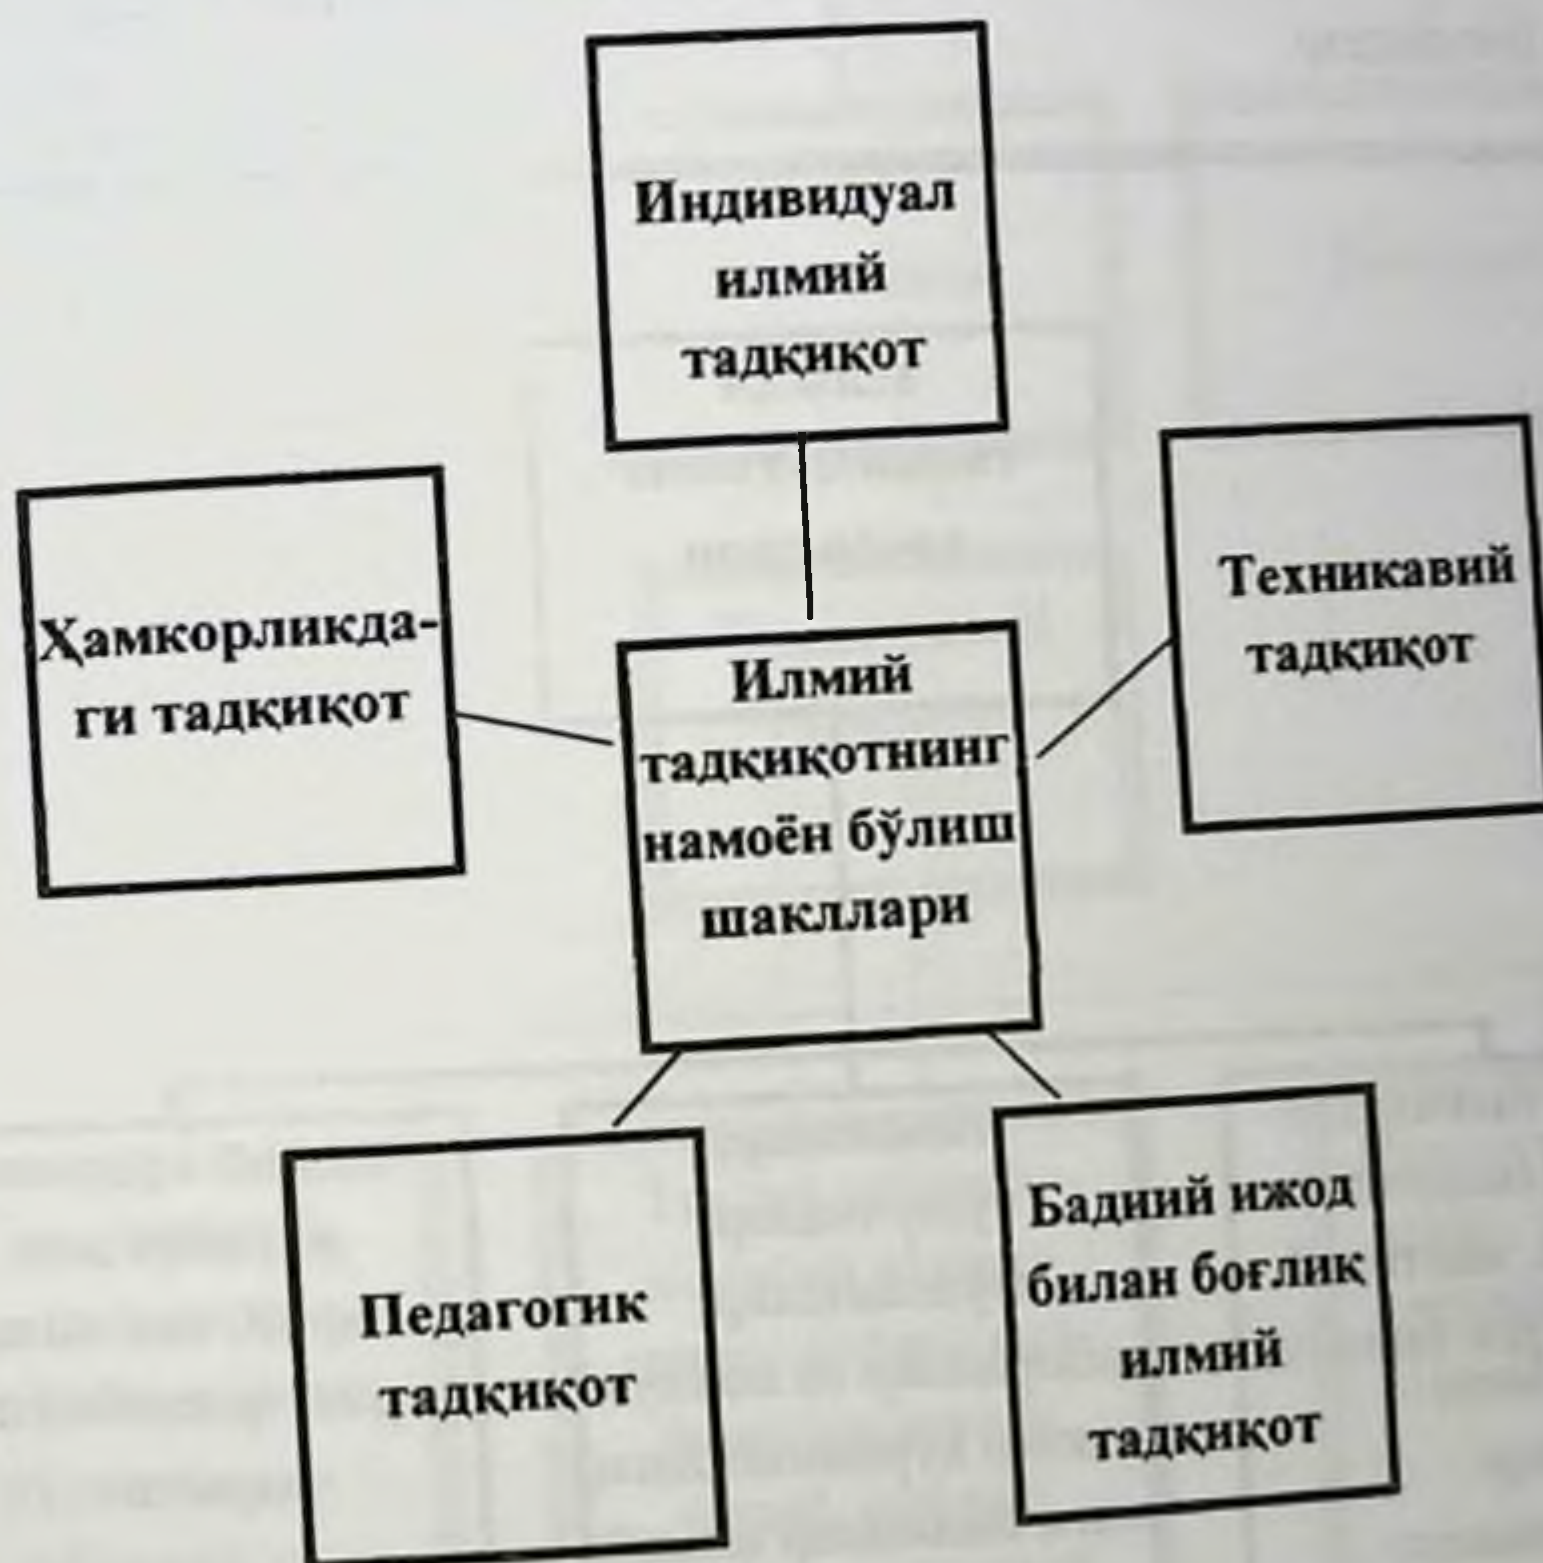 Индивидуал
илмий
тадқиқот
Ҳамкорликда-
ги тадқиқот
Техникавий
тадқиқот
Илмий
тадқиқотнинг
намоён бўлиш
шакллари
Педагогик
тадқиқот
Бадиий ижод
билан боғлиқ
илмий
тадқиқот